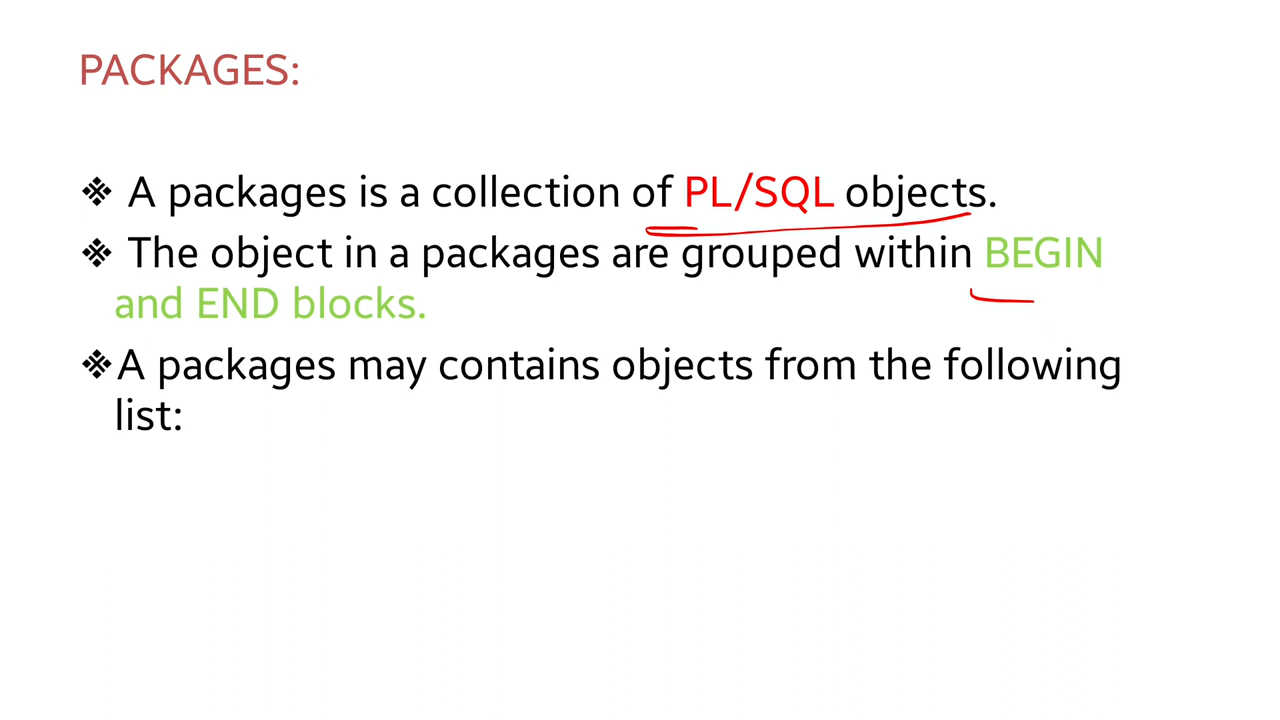 PACKAGES:
❖ A packages is a collection of PL/SQL objects.
❖ The object in a packages are grouped within BEGIN
and END blocks.
❖A packages may contains objects from the following
list: